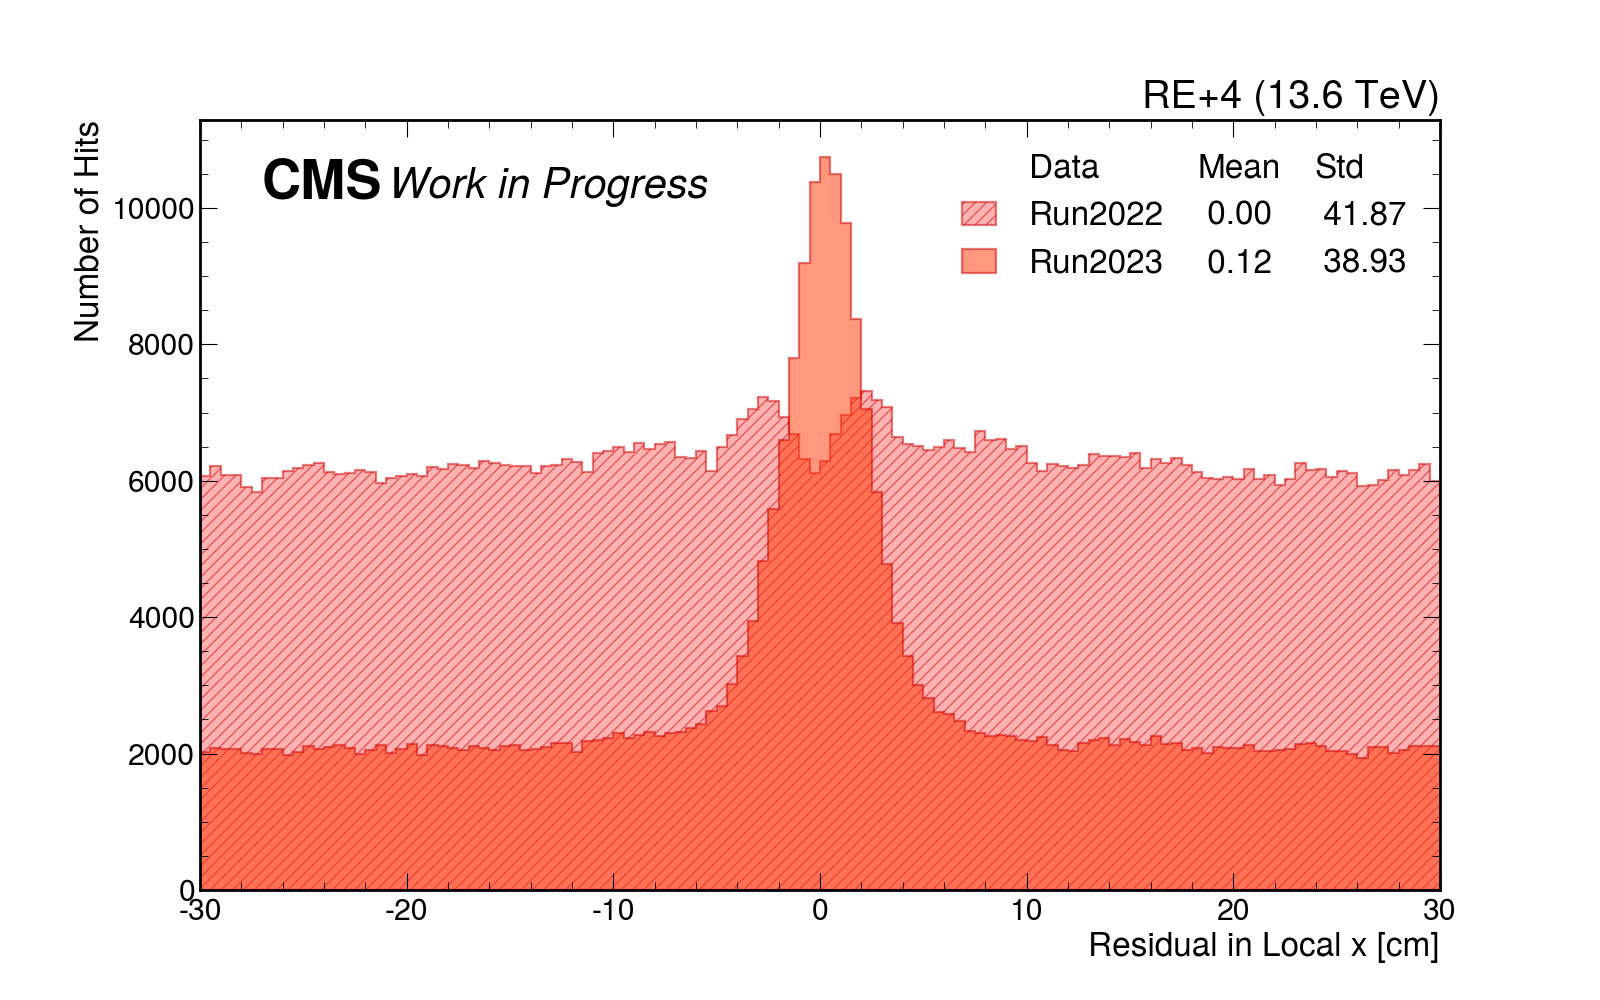 RE+4 (13.6 TeV)
Number of Hits
CMS Work in Progress
Data Mean Std
Run2022 0.00 41.87
Run2023 0.12 38.93
10000
8000
6000
4000
2000
0
-30 -20 -10 0 10 20 30
Residual in Local x [cm]